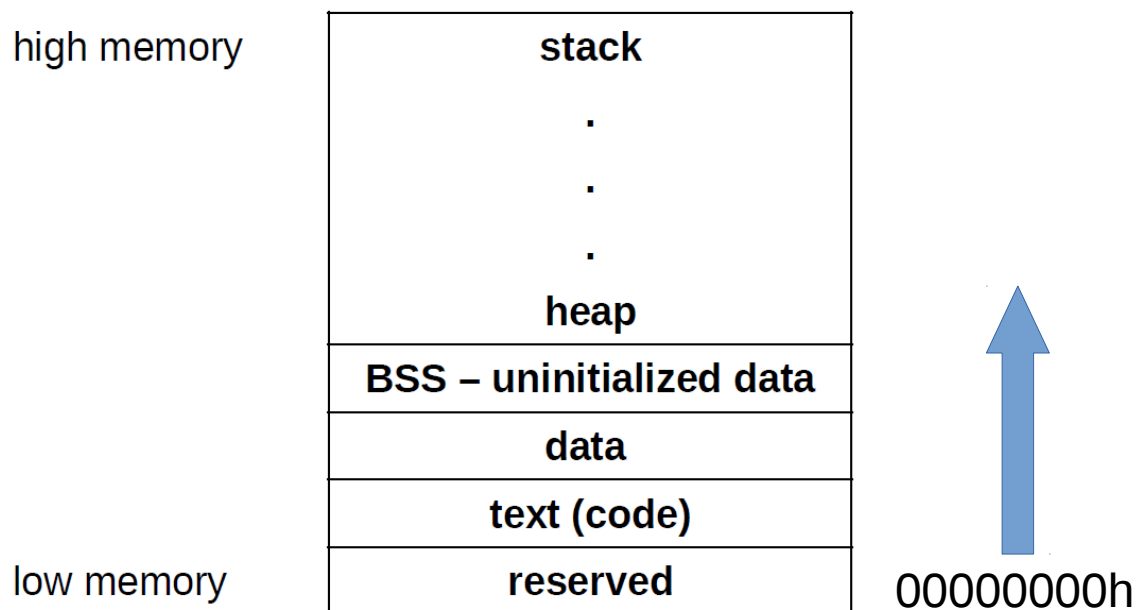 high memory
stack
.
.
.
heap
BSS – uninitialized data
data
text (code)
low memory
reserved
00000000h